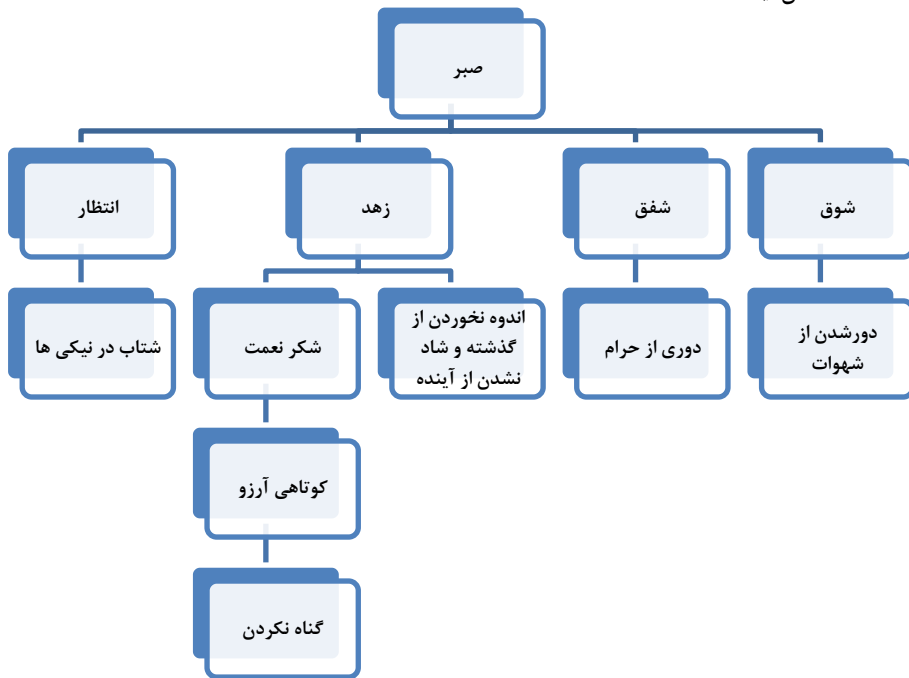 صبر
شوق
شفق
زهد
انتظار
دورشدن از
شهوات
دوری از حرام
اندوه نخوردن از
گذشته و شاد
نشدن از آینده
شکر نعمت
شتاب در نیکی ها
کوتاهی آرزو
گناه نکردن